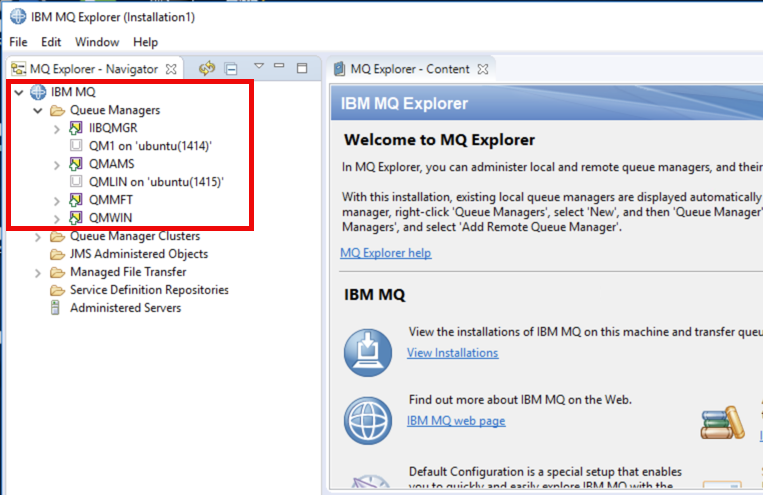 IBM MQ Explorer (Installation1)
File Edit Window Help
MQ Explorer - Navigator
IBM MQ
Queue Managers
IIBQMGR
QM1 on 'ubuntu(1414)'
QMAMS
QMLIN on 'ubuntu(1415)'
QMMFT
QMWIN
Queue Manager Clusters
JMS Administered Objects
Managed File Transfer
Service Definition Repositories
Administered Servers
MQ Explorer - Content
IBM MQ Explorer
Welcome to MQ Explorer
In MQ Explorer, you can administer local and remote queue managers, and their
With this installation, existing local queue managers are displayed automatically
manager, right-click 'Queue Managers', select 'New', and then 'Queue Manager'
Managers', and select 'Add Remote Queue Manager'.
MQ Explorer help
IBM MQ
View the installations of IBM MQ on this machine and transfer queu
View Installations
Find out more about IBM MQ on the Web.
IBM MQ web page
Default Configuration is a special setup that enables
you to quickly and easily explore IBM MQ with the